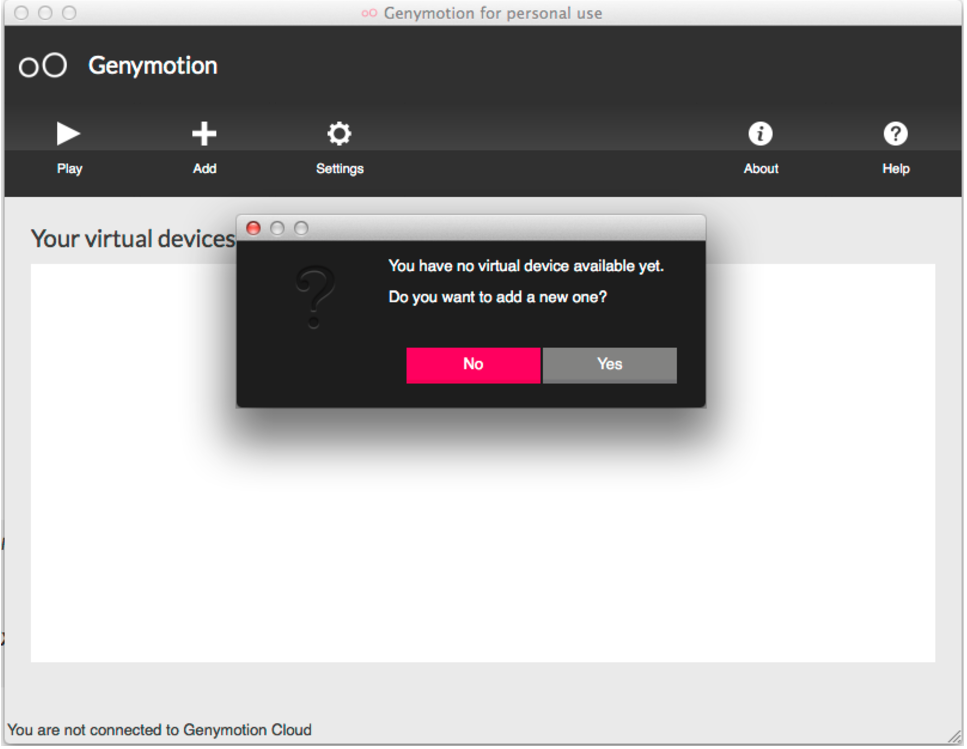 Genymotion for personal use
Genymotion
Play
Add
Settings
About
Help
Your virtual devices
You have no virtual device available yet.
Do you want to add a new one?
No
Yes
You are not connected to Genymotion Cloud